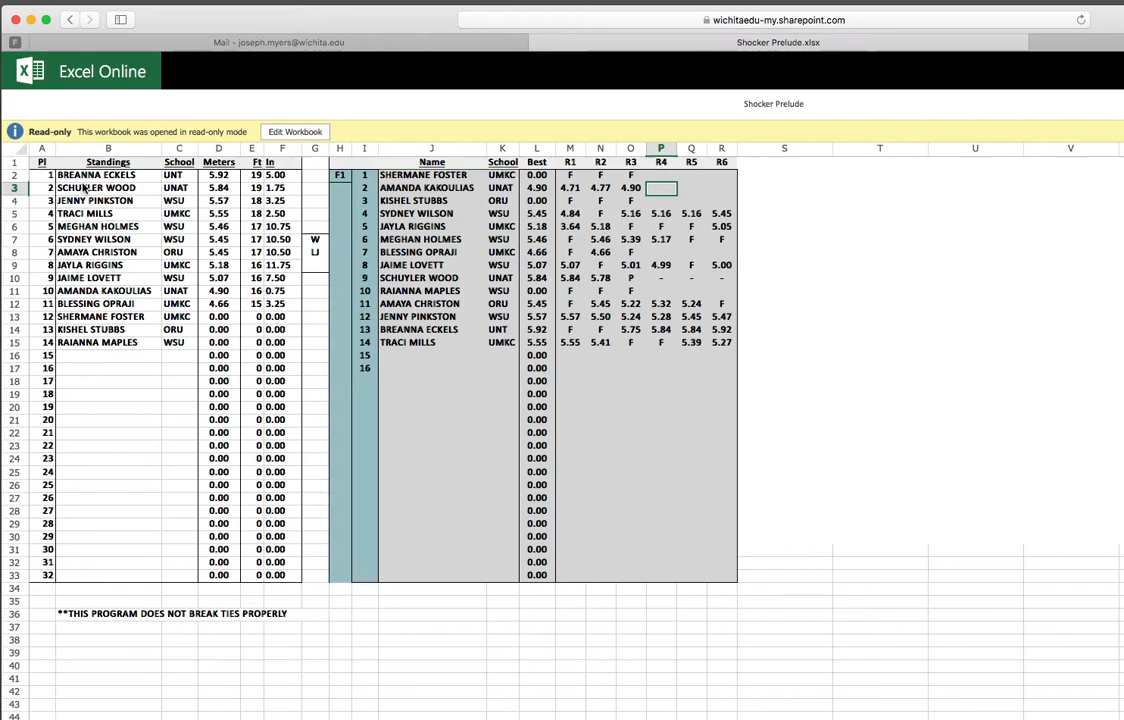 wichitaedu-my.sharepoint.com
F Mail - joseph.myers@wichita.edu Shocker Prelude.xlsx
X Excel Online
Shocker Prelude
i Read-only This workbook was opened in read-only mode Edit Workbook
A B C D E F G H I J K L M N O P Q R S T U V
1 Pl Standings School Meters Ft In Name School Best R1 R2 R3 R4 R5 R6
2 1 BREANNA ECKELS UNT 5.92 19 5.00 F1 1 SHERMANE FOSTER UMKC 0.00 F F F
3 2 SCHUYLER WOOD UNAT 5.84 19 1.75 2 AMANDA KAKOULIAS UNAT 4.90 4.71 4.77 4.90
4 3 JENNY PINKSTON WSU 5.57 18 3.25 3 KISHEL STUBBS ORU 0.00 F F F
5 4 TRACI MILLS UMKC 5.55 18 2.50 4 SYDNEY WILSON WSU 5.45 4.84 F 5.16 5.16 5.16 5.45
6 5 MEGHAN HOLMES WSU 5.46 17 10.75 5 JAYLA RIGGINS UMKC 5.18 3.64 5.18 F F F 5.05
7 6 SYDNEY WILSON WSU 5.45 17 10.50 W 6 MEGHAN HOLMES WSU 5.46 F 5.46 5.39 5.17 F F
8 7 AMAYA CHRISTON ORU 5.45 17 10.50 LJ 7 BLESSING OPRAJI UMKC 4.66 F 4.66 F
9 8 JAYLA RIGGINS UMKC 5.18 16 11.75 8 JAIME LOVETT WSU 5.07 5.07 F 5.01 4.99 F 5.00
10 9 JAIME LOVETT WSU 5.07 16 7.50 9 SCHUYLER WOOD UNAT 5.84 5.84 5.78 P - - -
11 10 AMANDA KAKOULIAS UNAT 4.90 16 0.75 10 RAIANNA MAPLES WSU 0.00 F F F
12 11 BLESSING OPRAJI UMKC 4.66 15 3.25 11 AMAYA CHRISTON ORU 5.45 F 5.45 5.22 5.32 5.24 F
13 12 SHERMANE FOSTER UMKC 0.00 0 0.00 12 JENNY PINKSTON WSU 5.57 5.57 5.50 5.24 5.28 5.45 5.47
14 13 KISHEL STUBBS ORU 0.00 0 0.00 13 BREANNA ECKELS UNT 5.92 F F 5.75 5.84 5.84 5.92
15 14 RAIANNA MAPLES WSU 0.00 0 0.00 14 TRACI MILLS UMKC 5.55 5.55 5.41 F F 5.39 5.27
16 15 0.00 0 0.00 15 0.00
17 16 0.00 0 0.00 16 0.00
18 17 0.00 0 0.00 0.00
19 18 0.00 0 0.00 0.00
20 19 0.00 0 0.00 0.00
21 20 0.00 0 0.00 0.00
22 21 0.00 0 0.00 0.00
23 22 0.00 0 0.00 0.00
24 23 0.00 0 0.00 0.00
25 24 0.00 0 0.00 0.00
26 25 0.00 0 0.00 0.00
27 26 0.00 0 0.00 0.00
28 27 0.00 0 0.00 0.00
29 28 0.00 0 0.00 0.00
30 29 0.00 0 0.00 0.00
31 30 0.00 0 0.00 0.00
32 31 0.00 0 0.00 0.00
33 32 0.00 0 0.00 0.00
34
35
36 **THIS PROGRAM DOES NOT BREAK TIES PROPERLY
37
38
39
40
41
42
43
44